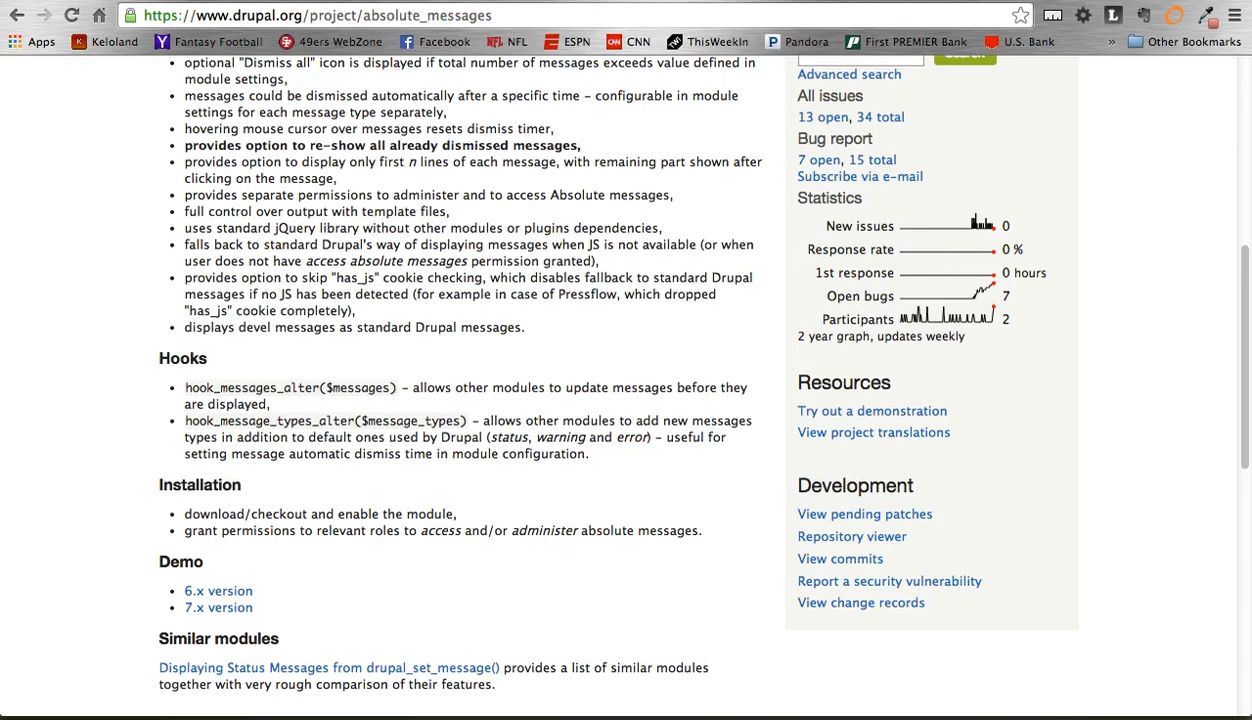 https://www.drupal.org/project/absolute_messages
Apps Keloland Fantasy Football 49ers WebZone Facebook NFL ESPN CNN ThisWeekIn Pandora First PREMIER Bank U.S. Bank » Other Bookmarks
optional "Dismiss all" icon is displayed if total number of messages exceeds value defined in
module settings,
messages could be dismissed automatically after a specific time – configurable in module
settings for each message type separately,
hovering mouse cursor over messages resets dismiss timer,
provides option to re-show all already dismissed messages,
provides option to display only first n lines of each message, with remaining part shown after
clicking on the message,
provides separate permissions to administer and to access Absolute messages,
full control over output with template files,
uses standard jQuery library without other modules or plugins dependencies,
falls back to standard Drupal's way of displaying messages when JS is not available (or when
user does not have access absolute messages permission granted),
provides option to skip "has_js" cookie checking, which disables fallback to standard Drupal
messages if no JS has been detected (for example in case of Pressflow, which dropped
"has_js" cookie completely),
displays devel messages as standard Drupal messages.
Hooks
hook_messages_alter($messages) – allows other modules to update messages before they
are displayed,
hook_message_types_alter($message_types) – allows other modules to add new messages
types in addition to default ones used by Drupal (status, warning and error) – useful for
setting message automatic dismiss time in module configuration.
Installation
download/checkout and enable the module,
grant permissions to relevant roles to access and/or administer absolute messages.
Demo
6.x version
7.x version
Similar modules
Displaying Status Messages from drupal_set_message() provides a list of similar modules
together with very rough comparison of their features.
Search
Advanced search
All issues
13 open, 34 total
Bug report
7 open, 15 total
Subscribe via e-mail
Statistics
New issues 0
Response rate 0 %
1st response 0 hours
Open bugs 7
Participants 2
2 year graph, updates weekly
Resources
Try out a demonstration
View project translations
Development
View pending patches
Repository viewer
View commits
Report a security vulnerability
View change records